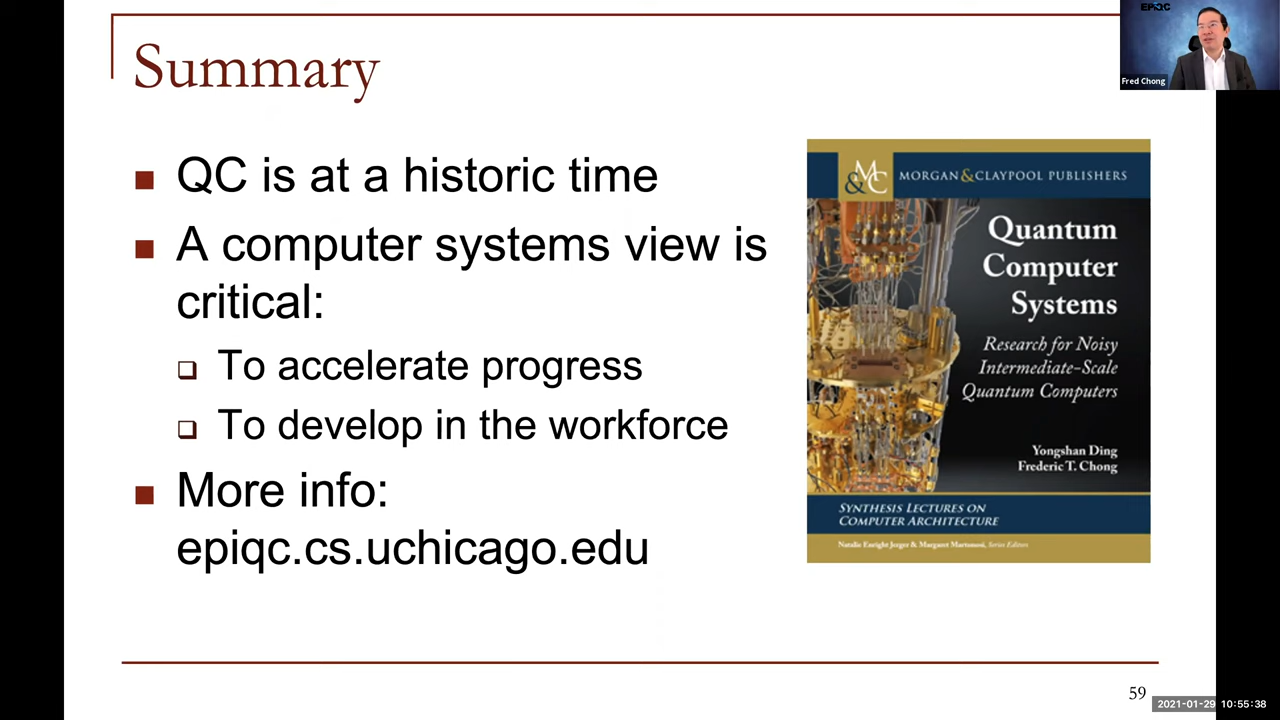 Summary
EPiQC
Fred Chong
QC is at a historic time
A computer systems view is
critical:
To accelerate progress
To develop in the workforce
More info:
epiqc.cs.uchicago.edu
M
&C
MORGAN & CLAYPOOL PUBLISHERS
Quantum
Computer
Systems
Research for Noisy
Intermediate-Scale
Quantum Computers
Yongshan Ding
Frederic T. Chong
SYNTHESIS LECTURES ON
COMPUTER ARCHITECTURE
Natalie Enright Jerger & Margaret Martonosi, Series Editors
59
2021-01-29 10:55:38